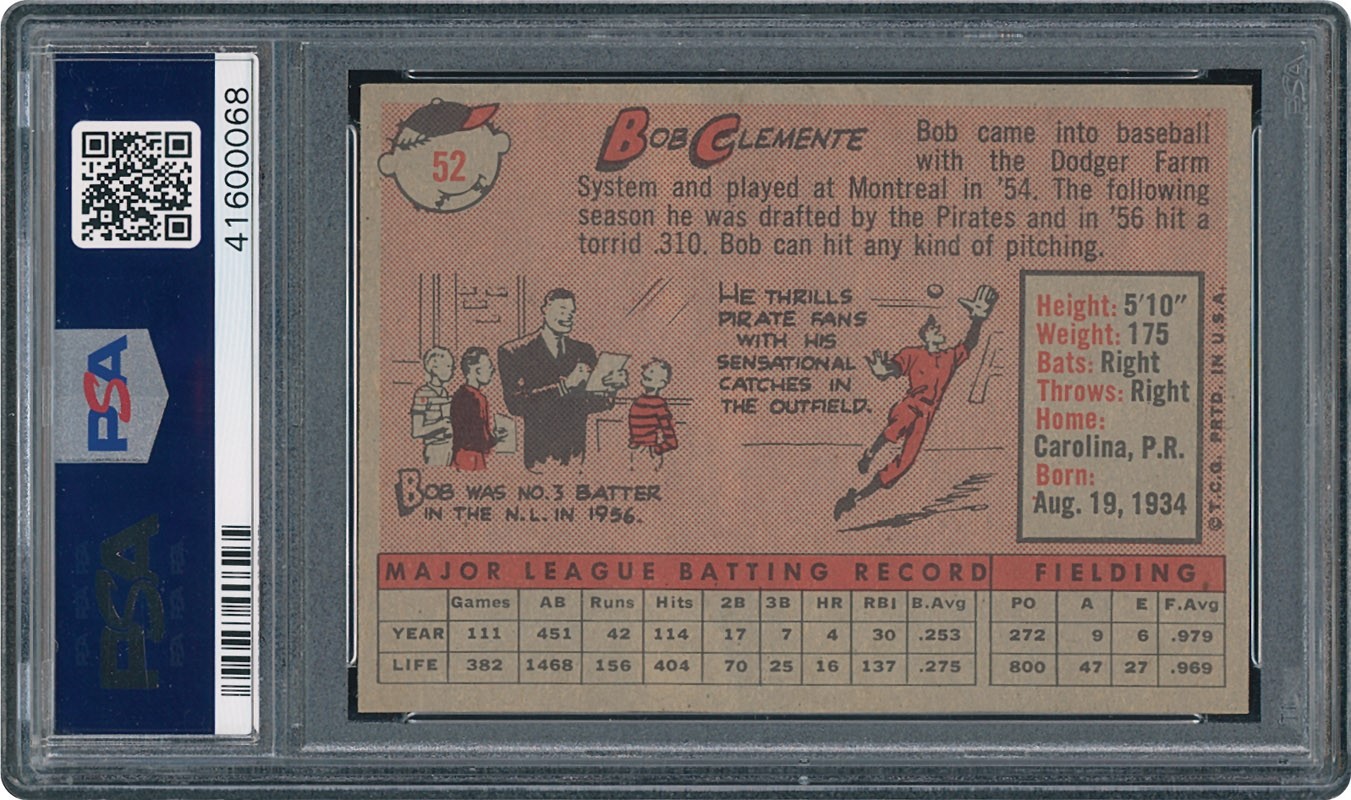 PSA
41600068
PSA
PSA
52
BOB CLEMENTE
Bob came into baseball
with the Dodger Farm
System and played at Montreal in '54. The following
season he was drafted by the Pirates and in '56 hit a
torrid .310. Bob can hit any kind of pitching.
BOB WAS NO. 3 BATTER
IN THE N.L. IN 1956.
HE THRILLS
PIRATE FANS
WITH HIS
SENSATIONAL
CATCHES IN
THE OUTFIELD.
Height: 5'10"
Weight: 175
Bats: Right
Throws: Right
Home:
Carolina, P.R.
Born:
Aug. 19, 1934
© T.C.G. PRTD. IN U.S.A.
MAJOR LEAGUE BATTING RECORD FIELDING
Games AB Runs Hits 2B 3B HR RBI B.Avg PO A E F.Avg
YEAR 111 451 42 114 17 7 4 30 .253 272 9 6 .979
LIFE 382 1468 156 404 70 25 16 137 .275 800 47 27 .969